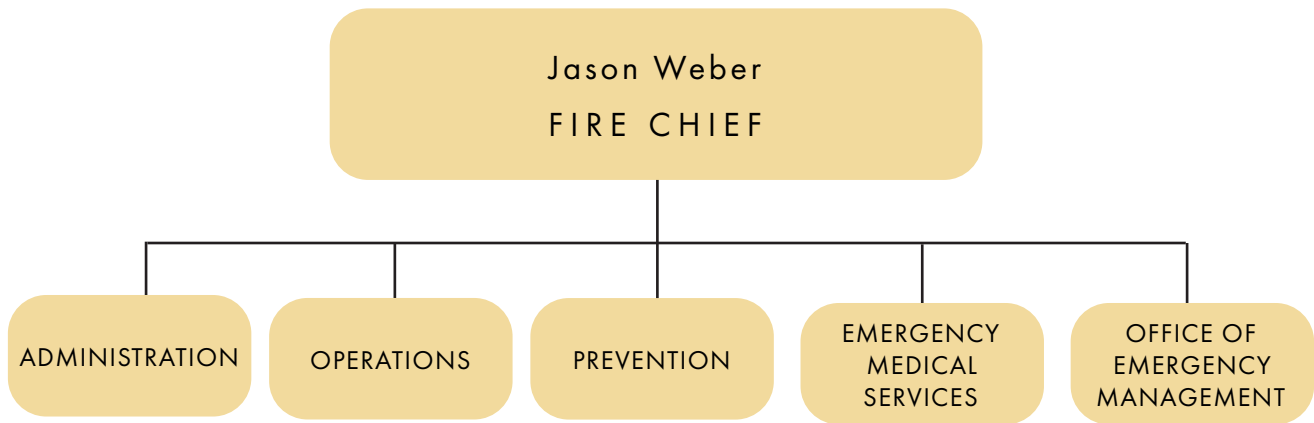 Jason Weber
FIRE CHIEF
ADMINISTRATION
OPERATIONS
PREVENTION
EMERGENCY
MEDICAL
SERVICES
OFFICE OF
EMERGENCY
MANAGEMENT